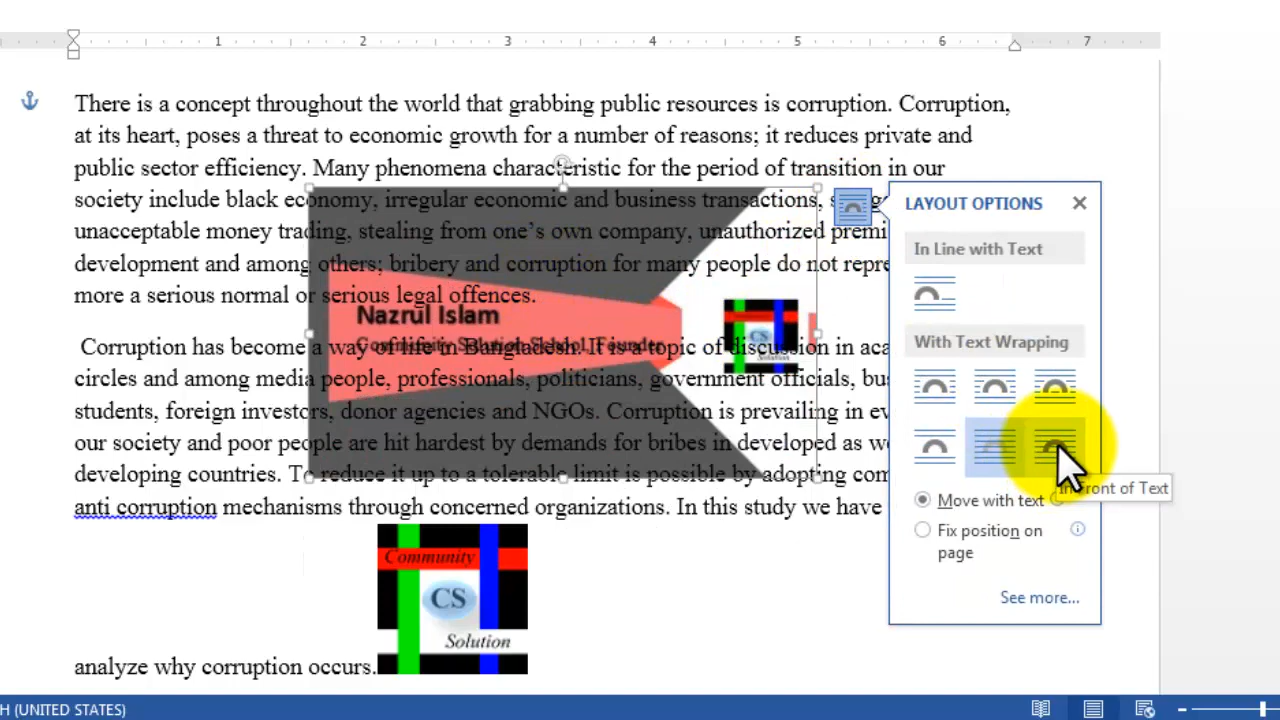 1 2 3 4 5 6 7
There is a concept throughout the world that grabbing public resources is corruption. Corruption,
at its heart, poses a threat to economic growth for a number of reasons; it reduces private and
public sector efficiency. Many phenomena characteristic for the period of transition in our
society include black economy, irregular economic and business transactions,
unacceptable money trading, stealing from one's own company, unauthorized premi
development and among others; bribery and corruption for many people do not repre
more a serious normal or serious legal offences.
Nazrul Islam
Community Solution School, Founder
CS
Solution
Corruption has become a way of life in Bangladesh. It is a topic of discussion in aca
circles and among media people, professionals, politicians, government officials, bu
students, foreign investors, donor agencies and NGOs. Corruption is prevailing in ev
our society and poor people are hit hardest by demands for bribes in developed as we
developing countries. To reduce it up to a tolerable limit is possible by adopting com
anti corruption mechanisms through concerned organizations. In this study we have
analyze why corruption occurs.
Community
CS
Solution
LAYOUT OPTIONS
In Line with Text
With Text Wrapping
In Front of Text
Move with text
Fix position on
page
See more...
H (UNITED STATES)